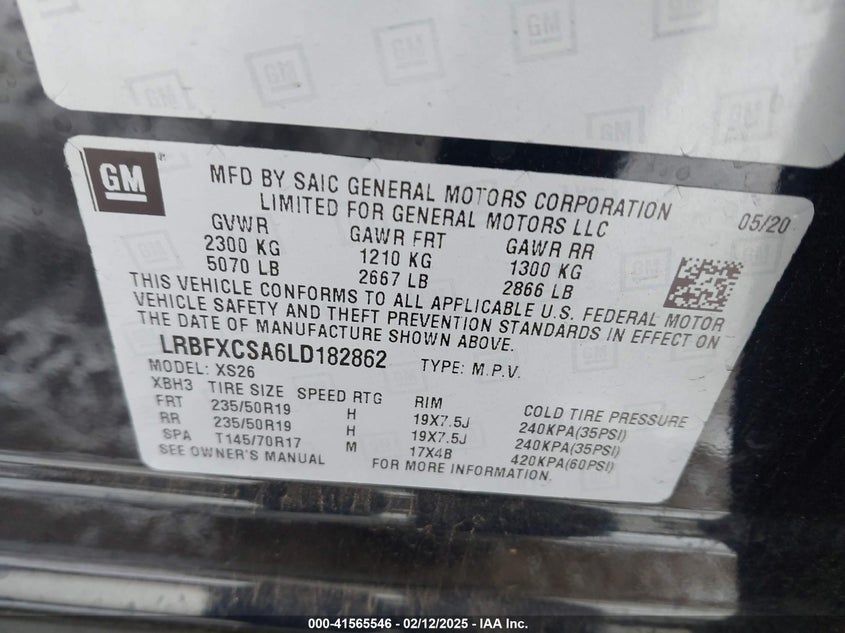 GM
MFD BY SAIC GENERAL MOTORS CORPORATION
LIMITED FOR GENERAL MOTORS LLC
05/20
GVWR GAWR FRT GAWR RR
2300 KG 1210 KG 1300 KG
5070 LB 2667 LB 2866 LB
THIS VEHICLE CONFORMS TO ALL APPLICABLE U.S. FEDERAL MOTOR
VEHICLE SAFETY AND THEFT PREVENTION STANDARDS IN EFFECT ON
THE DATE OF MANUFACTURE SHOWN ABOVE.
LRBFXCSA6LD182862 TYPE: M.P.V.
MODEL: XS26
XBH3 TIRE SIZE SPEED RTG RIM COLD TIRE PRESSURE
FRT 235/50R19 H 19X7.5J 240KPA(35PSI)
RR 235/50R19 H 19X7.5J 240KPA(35PSI)
SPA T145/70R17 M 17X4B 420KPA(60PSI)
SEE OWNER'S MANUAL FOR MORE INFORMATION.
000-41565546 - 02/12/2025 - IAA Inc.